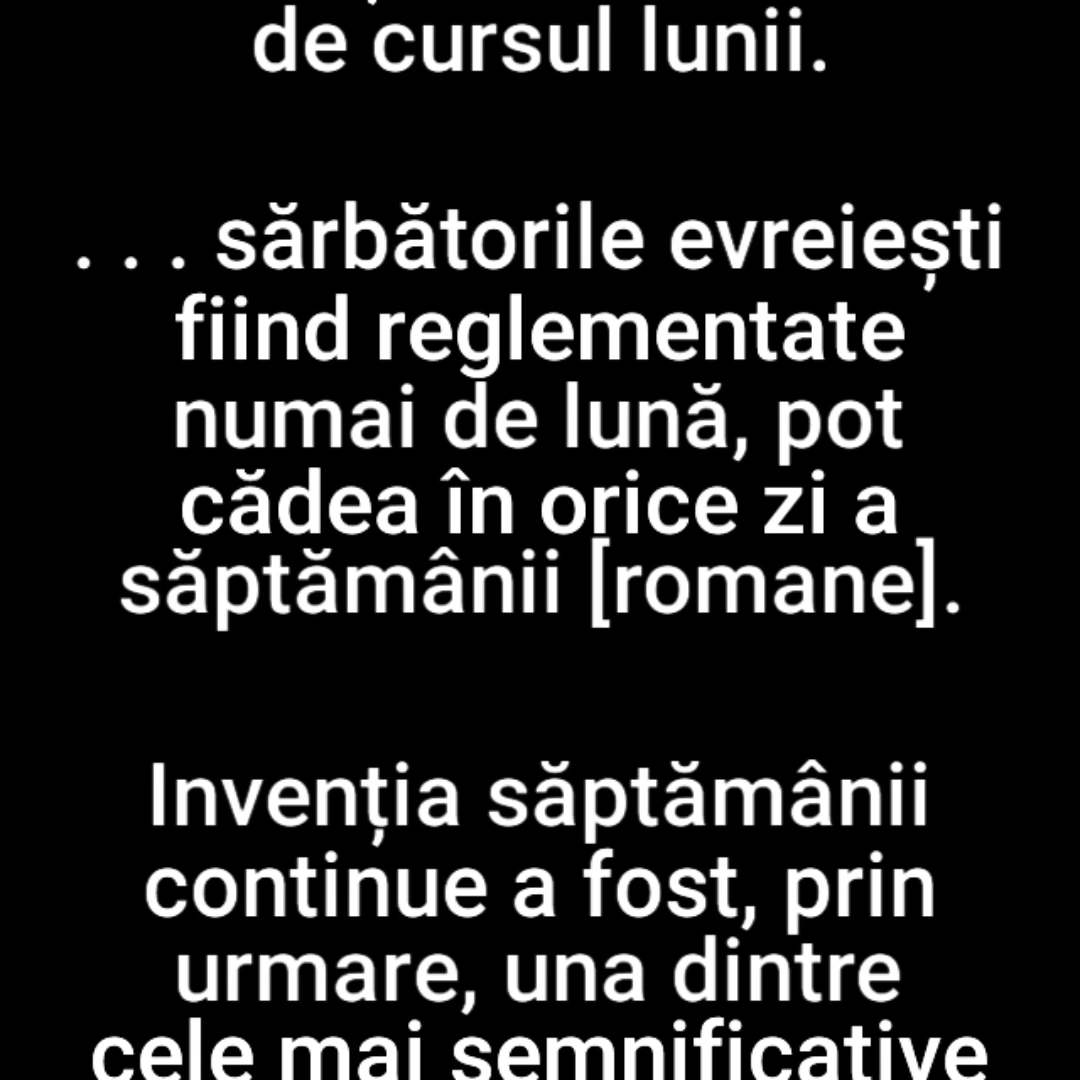 de cursul lunii.
. . . sărbătorile evreiești
fiind reglementate
numai de lună, pot
cădea în orice zi a
săptămânii [romane].
Invenția săptămânii
continue a fost, prin
urmare, una dintre
cele mai semnificative